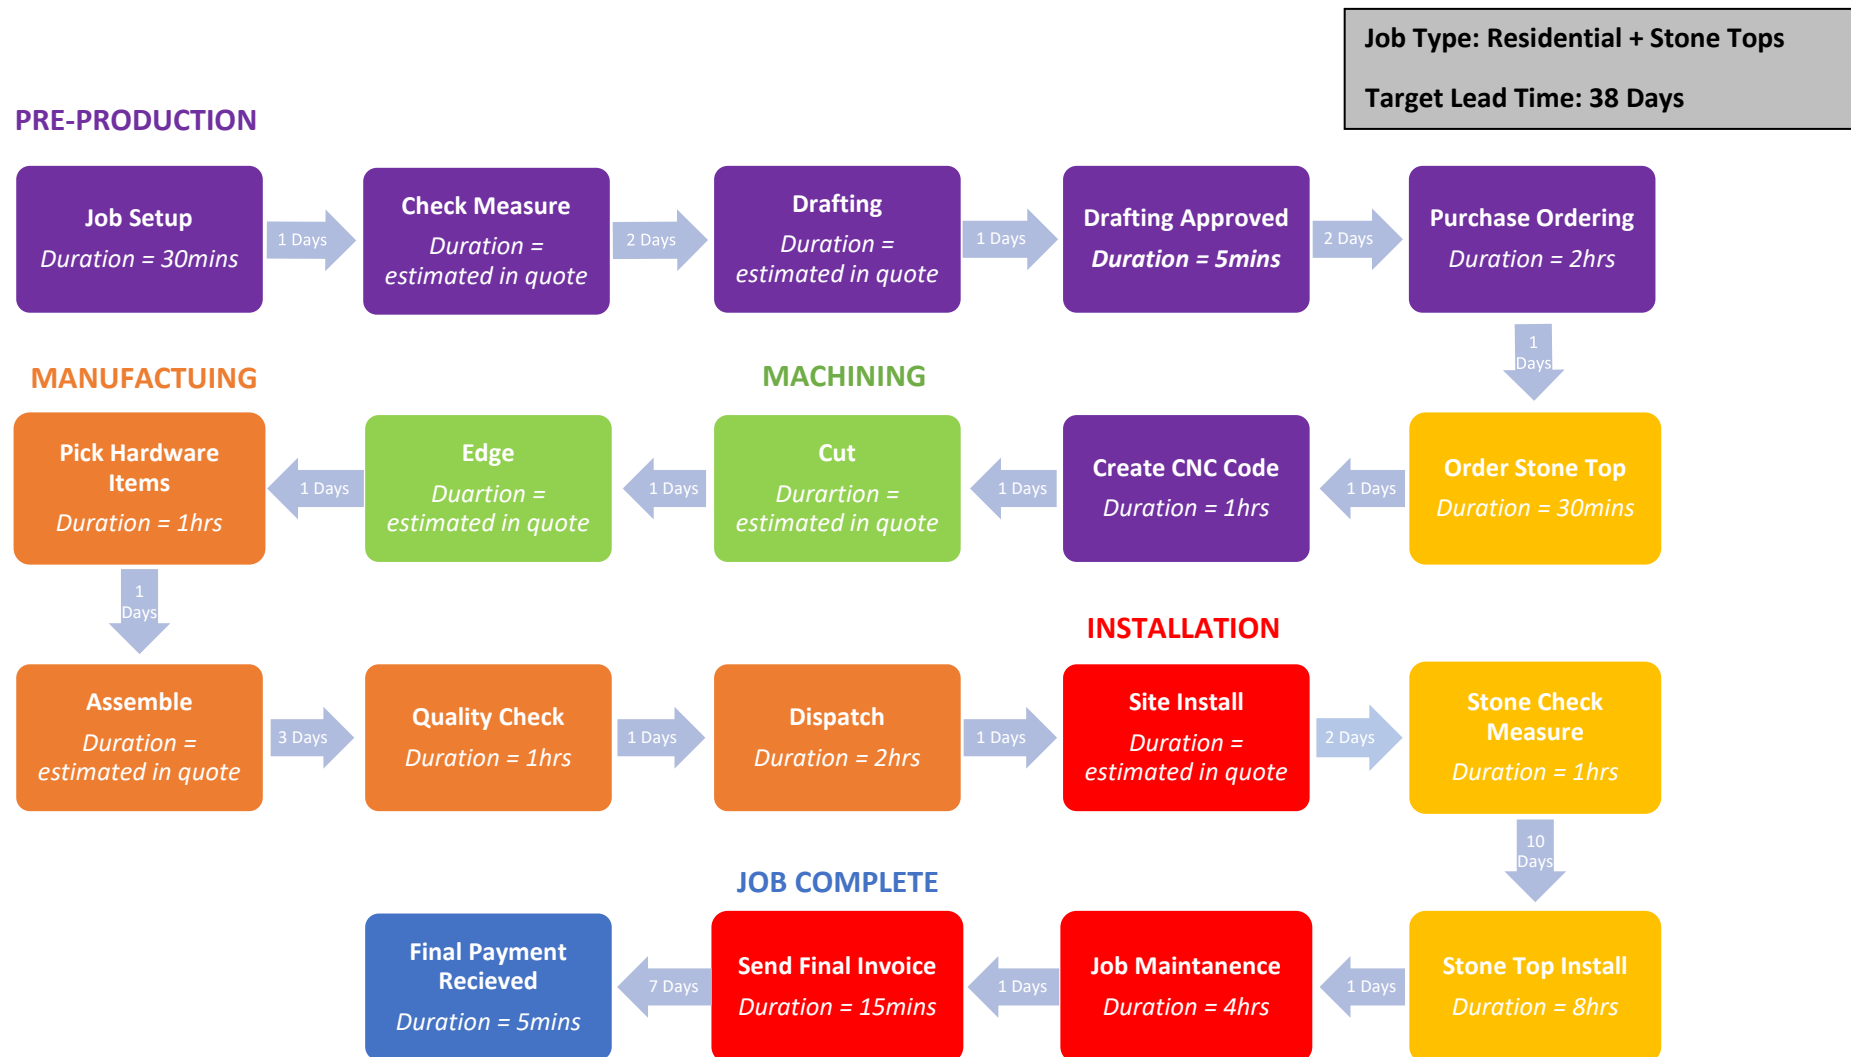 Job Type: Residential + Stone Tops
Target Lead Time: 38 Days
PRE-PRODUCTION
Job Setup
Duration = 30mins
1 Days
Check Measure
Duration =
estimated in quote
2 Days
Drafting
Duration =
estimated in quote
1 Days
Drafting Approved
Duration = 5mins
2 Days
Purchase Ordering
Duration = 2hrs
1
Days
MANUFACTUING
MACHINING
Order Stone Top
Duration = 30mins
1 Days
Create CNC Code
Duration = 1hrs
1 Days
Cut
Durartion =
estimated in quote
1 Days
Edge
Duartion =
estimated in quote
1 Days
Pick Hardware
Items
Duration = 1hrs
1
Days
INSTALLATION
Assemble
Duration =
estimated in quote
3 Days
Quality Check
Duration = 1hrs
1 Days
Dispatch
Duration = 2hrs
1 Days
Site Install
Duration =
estimated in quote
2 Days
Stone Check
Measure
Duration = 1hrs
10
Days
JOB COMPLETE
Stone Top Install
Duration = 8hrs
1 Days
Job Maintanence
Duration = 4hrs
1 Days
Send Final Invoice
Duration = 15mins
7 Days
Final Payment
Recieved
Duration = 5mins